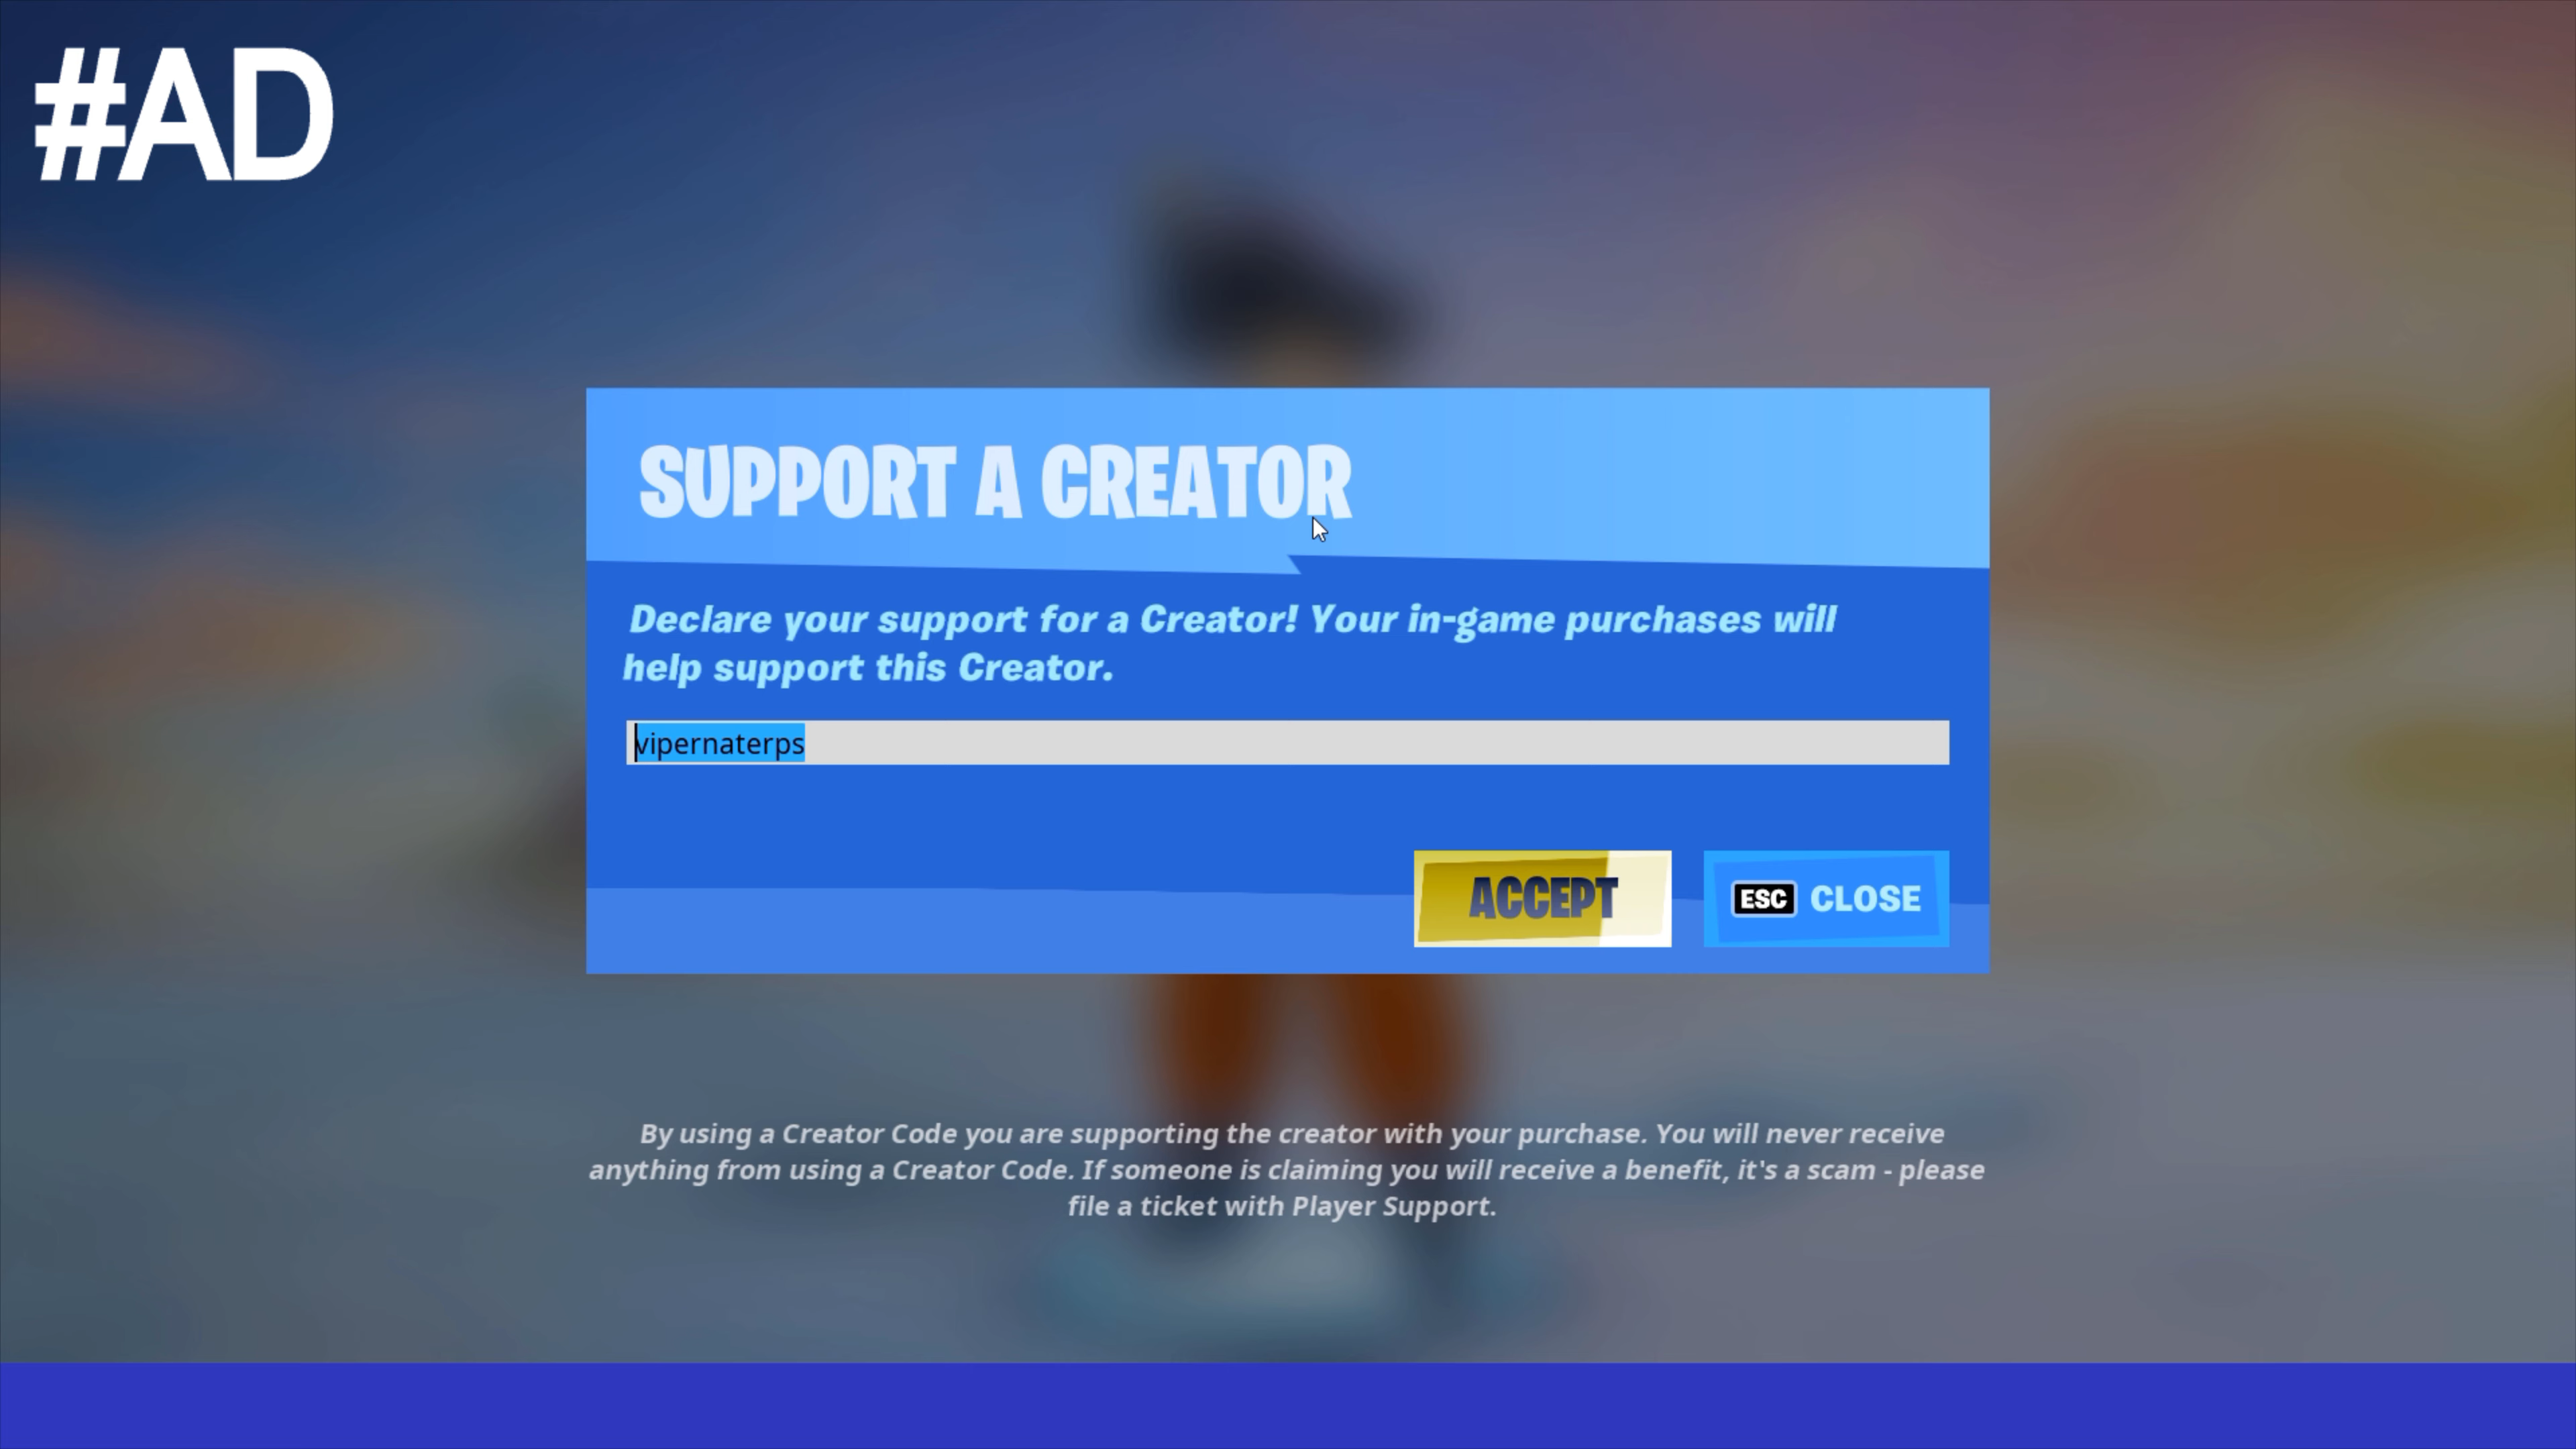 #AD
SUPPORT A CREATOR
Declare your support for a Creator! Your in-game purchases will
help support this Creator.
vipernaterps
ACCEPT
ESC CLOSE
By using a Creator Code you are supporting the creator with your purchase. You will never receive
anything from using a Creator Code. If someone is claiming you will receive a benefit, it's a scam - please
file a ticket with Player Support.